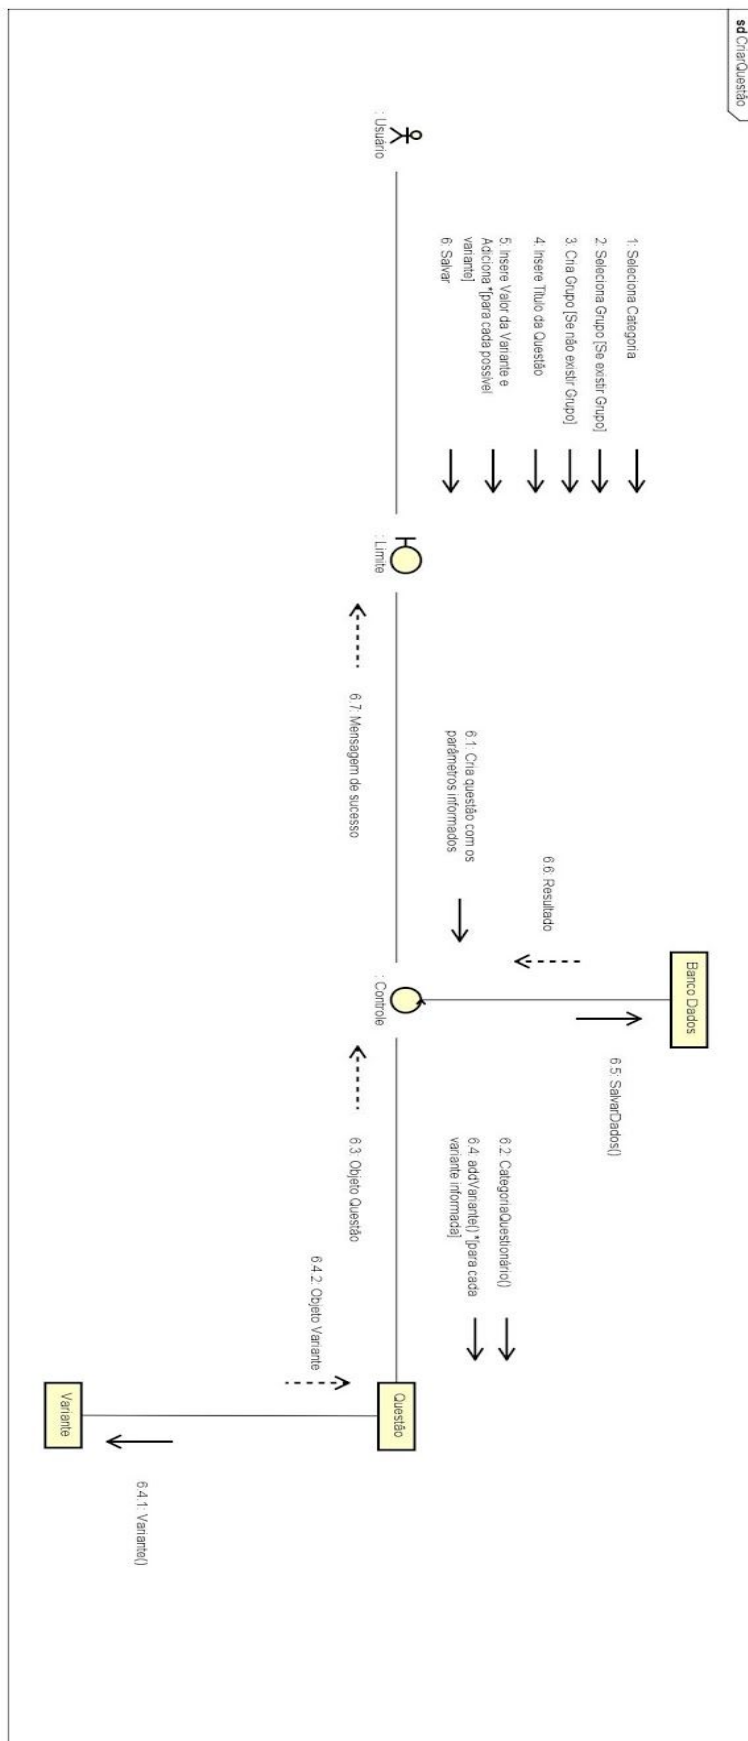 sd CriarQuestão
1: Seleciona Categoria
2: Seleciona Grupo [Se existir Grupo]
3: Cria Grupo [Se não existir Grupo]
4: Insere Título da Questão
5: Insere Valor da Variante e
Adiciona *[para cada possível
variante]
6: Salvar
: Usuário
: Limite
6.7: Mensagem de sucesso
6.1: Cria questão com os
parâmetros informados
6.6: Resultado
Banco Dados
6.5: SalvarDados()
: Controle
6.3: Objeto Questão
6.2: CategoriaQuestionário()
6.4: addVariante() *[para cada
variante informada]
6.4.2: Objeto Variante
Questão
Variante
6.4.1: Variante()